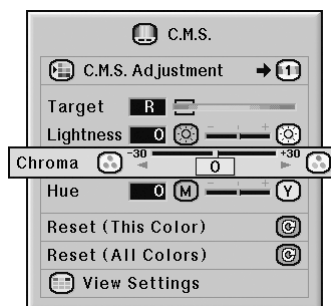 C.M.S.
C.M.S. Adjustment 1
Target R
Lightness 0 - +
Chroma -30 0 +30
Hue 0 M - + Y
Reset (This Color)
Reset (All Colors)
View Settings